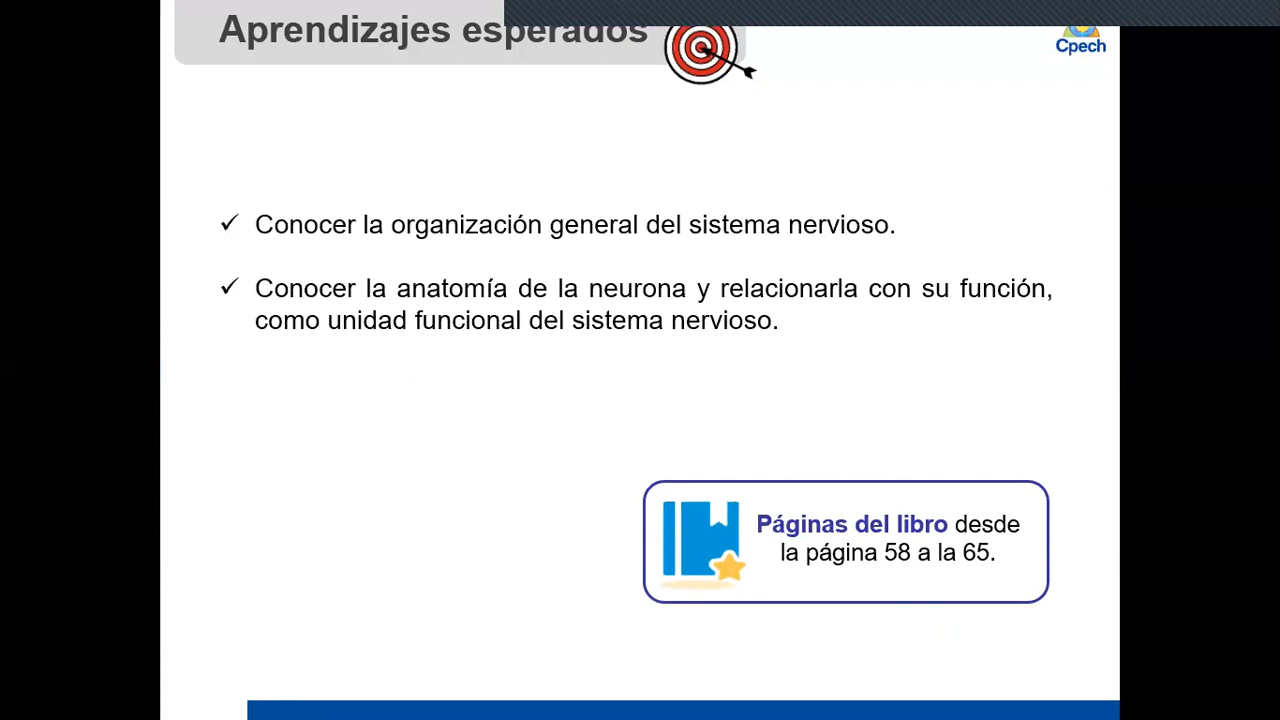 Aprendizajes esperados
Cpech
Conocer la organización general del sistema nervioso.
Conocer la anatomía de la neurona y relacionarla con su función,
como unidad funcional del sistema nervioso.
Páginas del libro desde
la página 58 a la 65.